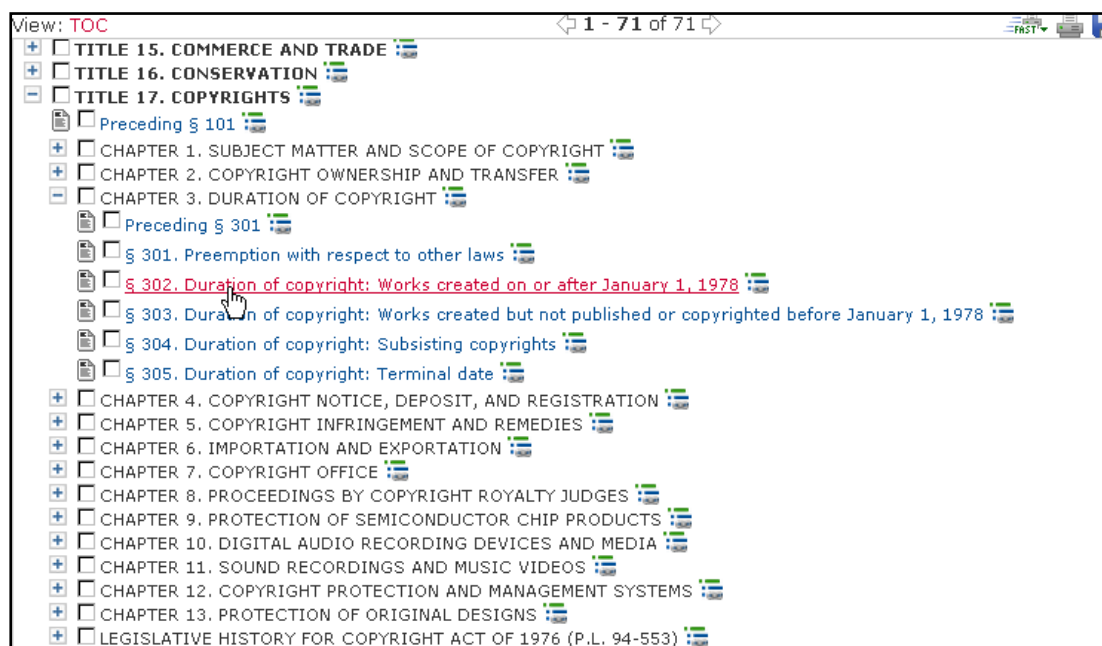 View: TOC 1 - 71 of 71 FAST
TITLE 15. COMMERCE AND TRADE
TITLE 16. CONSERVATION
TITLE 17. COPYRIGHTS
Preceding § 101
CHAPTER 1. SUBJECT MATTER AND SCOPE OF COPYRIGHT
CHAPTER 2. COPYRIGHT OWNERSHIP AND TRANSFER
CHAPTER 3. DURATION OF COPYRIGHT
Preceding § 301
§ 301. Preemption with respect to other laws
§ 302. Duration of copyright: Works created on or after January 1, 1978
§ 303. Duration of copyright: Works created but not published or copyrighted before January 1, 1978
§ 304. Duration of copyright: Subsisting copyrights
§ 305. Duration of copyright: Terminal date
CHAPTER 4. COPYRIGHT NOTICE, DEPOSIT, AND REGISTRATION
CHAPTER 5. COPYRIGHT INFRINGEMENT AND REMEDIES
CHAPTER 6. IMPORTATION AND EXPORTATION
CHAPTER 7. COPYRIGHT OFFICE
CHAPTER 8. PROCEEDINGS BY COPYRIGHT ROYALTY JUDGES
CHAPTER 9. PROTECTION OF SEMICONDUCTOR CHIP PRODUCTS
CHAPTER 10. DIGITAL AUDIO RECORDING DEVICES AND MEDIA
CHAPTER 11. SOUND RECORDINGS AND MUSIC VIDEOS
CHAPTER 12. COPYRIGHT PROTECTION AND MANAGEMENT SYSTEMS
CHAPTER 13. PROTECTION OF ORIGINAL DESIGNS
LEGISLATIVE HISTORY FOR COPYRIGHT ACT OF 1976 (P.L. 94-553)